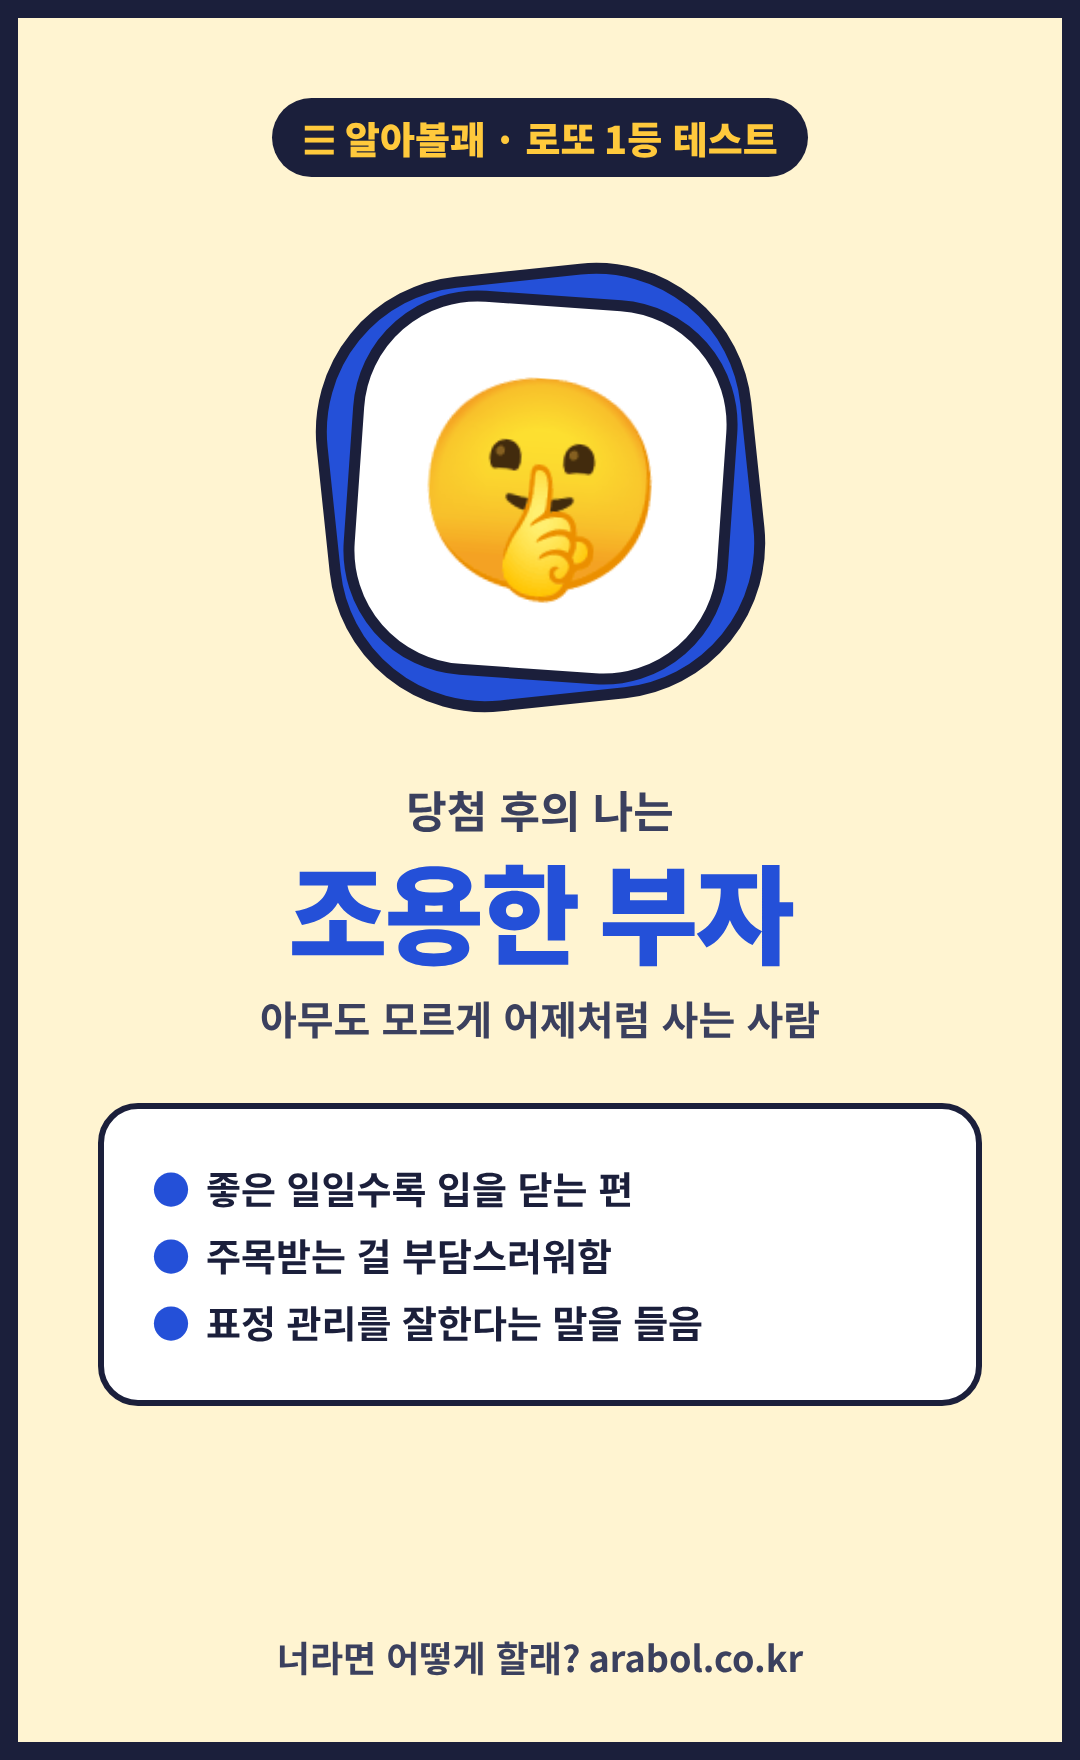 ☰ 알아볼괘 · 로또 1등 테스트
당첨 후의 나는
조용한 부자
아무도 모르게 어제처럼 사는 사람
좋은 일일수록 입을 닫는 편
주목받는 걸 부담스러워함
표정 관리를 잘한다는 말을 들음
너라면 어떻게 할래? arabol.co.kr